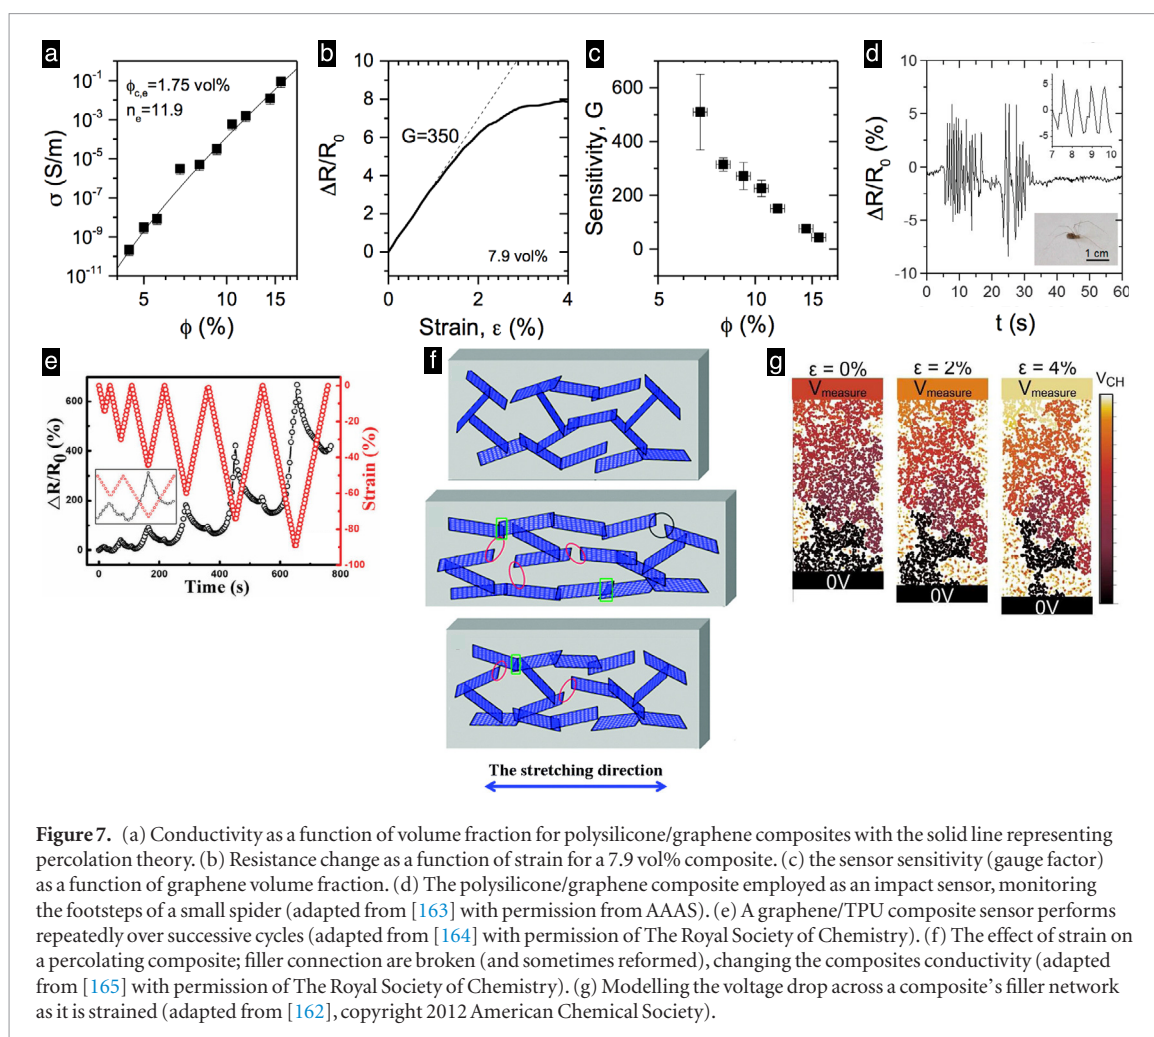 a
b
c
d
10⁻¹
10⁻³
10⁻⁵
10⁻⁷
10⁻⁹
10⁻¹¹
σ (S/m)
ϕc,e=1.75 vol%
ne=11.9
5
10
15
ϕ (%)
10
8
6
4
2
0
ΔR/R0
G=350
7.9 vol%
0
2
4
Strain, ε (%)
600
400
200
0
Sensitivity, G
5
10
15
ϕ (%)
10
5
0
-5
-10
ΔR/R0 (%)
5
0
-5
7 8 9 10
1 cm
0 10 20 30 40 50 60
t (s)
e
600
400
200
0
ΔR/R0 (%)
0
-20
-40
-60
-80
-100
Strain (%)
0 200 400 600 800
Time (s)
f
The stretching direction
g
ε = 0% ε = 2% ε = 4%
Vmeasure Vmeasure Vmeasure
VCH
0V 0V 0V
Figure 7. (a) Conductivity as a function of volume fraction for polysilicone/graphene composites with the solid line representing
percolation theory. (b) Resistance change as a function of strain for a 7.9 vol% composite. (c) the sensor sensitivity (gauge factor)
as a function of graphene volume fraction. (d) The polysilicone/graphene composite employed as an impact sensor, monitoring
the footsteps of a small spider (adapted from [163] with permission from AAAS). (e) A graphene/TPU composite sensor performs
repeatedly over successive cycles (adapted from [164] with permission of The Royal Society of Chemistry). (f) The effect of strain on
a percolating composite; filler connection are broken (and sometimes reformed), changing the composites conductivity (adapted
from [165] with permission of The Royal Society of Chemistry). (g) Modelling the voltage drop across a composite's filler network
as it is strained (adapted from [162], copyright 2012 American Chemical Society).